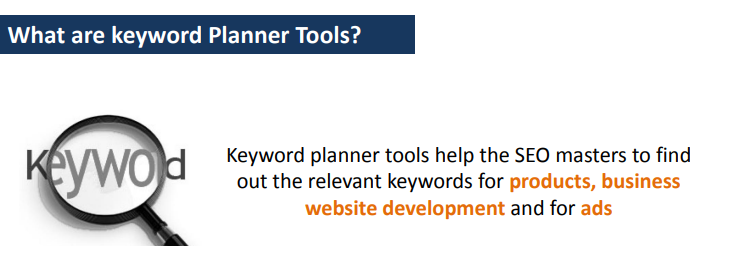 What are keyword Planner Tools?
Keyword
Keyword planner tools help the SEO masters to find
out the relevant keywords for products, business
website development and for ads